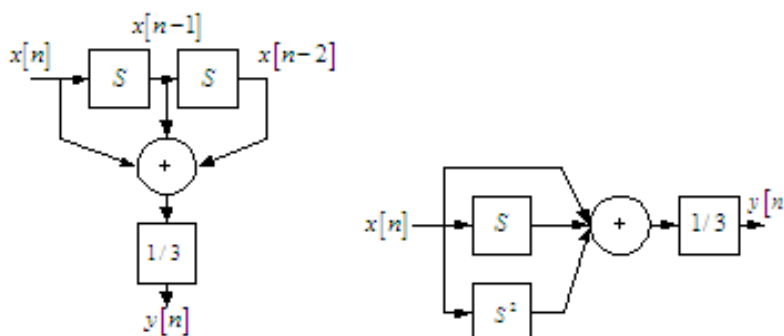 x[n-1]
x[n]
x[n-2]
S
S
+
1/3
y[n]
x[n]
S
S²
+
1/3
y[n